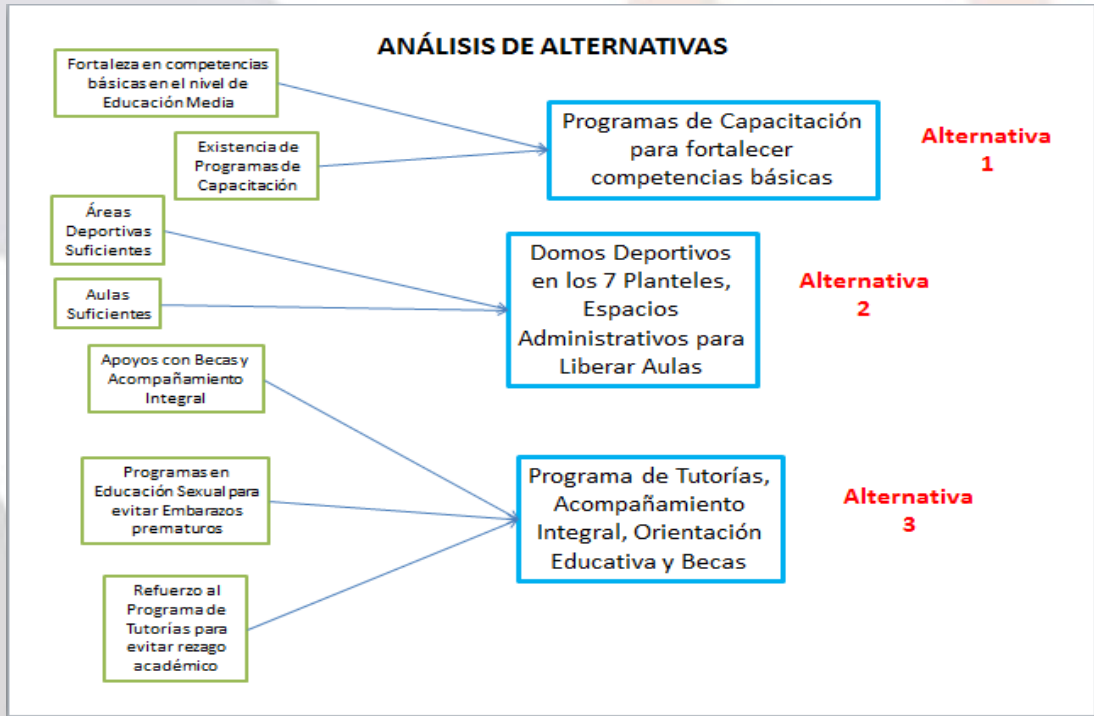 ANÁLISIS DE ALTERNATIVAS
Fortaleza en competencias
básicas en el nivel de
Educación Media
Existencia de
Programas de
Capacitación
Programas de Capacitación
para fortalecer
competencias básicas
Alternativa
1
Áreas
Deportivas
Suficientes
Aulas
Suficientes
Domos Deportivos
en los 7 Planteles,
Espacios
Administrativos para
Liberar Aulas
Alternativa
2
Apoyos con Becas y
Acompañamiento
Integral
Programas en
Educación Sexual para
evitar Embarazos
prematuros
Refuerzo al
Programa de
Tutorías para
evitar rezago
académico
Programa de Tutorías,
Acompañamiento
Integral, Orientación
Educativa y Becas
Alternativa
3